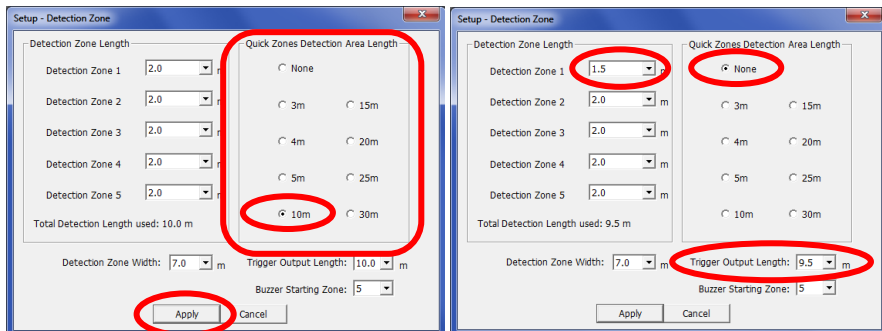 Setup - Detection Zone
Detection Zone Length
Detection Zone 1 2.0
Detection Zone 2 2.0
Detection Zone 3 2.0
Detection Zone 4 2.0
Detection Zone 5 2.0
Total Detection Length used: 10.0 m
Quick Zones Detection Area Length
None
3m 15m
4m 20m
5m 25m
10m 30m
Detection Zone Width: 7.0 m
Trigger Output Length: 10.0 m
Buzzer Starting Zone: 5
Apply Cancel
Setup - Detection Zone
Detection Zone Length
Detection Zone 1 1.5 m
Detection Zone 2 2.0 m
Detection Zone 3 2.0 m
Detection Zone 4 2.0 m
Detection Zone 5 2.0 m
Total Detection Length used: 9.5 m
Quick Zones Detection Area Length
None
3m 15m
4m 20m
5m 25m
10m 30m
Detection Zone Width: 7.0 m
Trigger Output Length: 9.5 m
Buzzer Starting Zone: 5
Apply Cancel